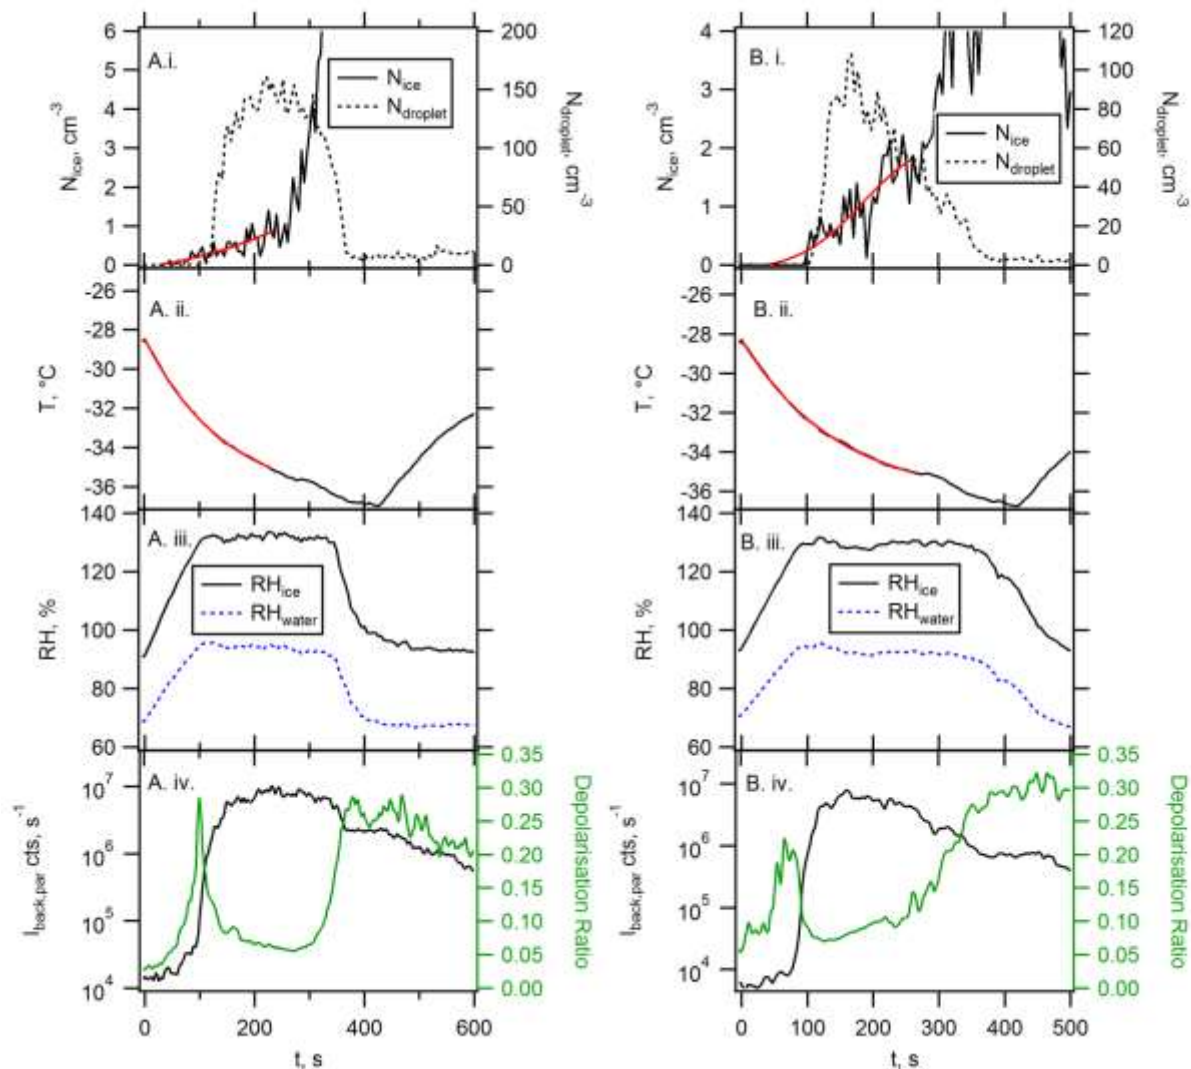 6
5
4
3
2
1
0
N_ice, cm^-3
A.i.
N_ice
N_droplet
200
150
100
50
0
N_droplet, cm^-3
4
3
2
1
0
N_ice, cm^-3
B. i.
N_ice
N_droplet
120
100
80
60
40
20
0
N_droplet, cm^-3
-26
-28
-30
-32
-34
-36
T, °C
A. ii.
-26
-28
-30
-32
-34
-36
T, °C
B. ii.
140
120
100
80
60
RH, %
A. iii.
RH_ice
RH_water
140
120
100
80
60
RH, %
B. iii.
RH_ice
RH_water
10^7
10^6
10^5
10^4
I_back,par cts, s^-1
A. iv.
0.35
0.30
0.25
0.20
0.15
0.10
0.05
0.00
Depolarisation Ratio
10^7
10^6
10^5
10^4
I_back,par cts, s^-1
B. iv.
0.35
0.30
0.25
0.20
0.15
0.10
0.05
0.00
Depolarisation Ratio
0 200 400 600
t, s
0 100 200 300 400 500
t, s